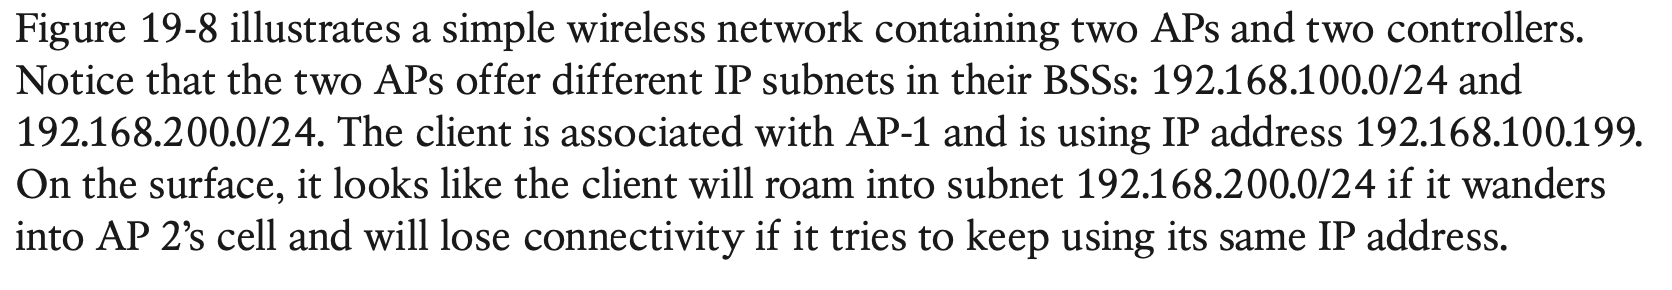 Figure 19-8 illustrates a simple wireless network containing two APs and two controllers.
Notice that the two APs offer different IP subnets in their BSSs: 192.168.100.0/24 and
192.168.200.0/24. The client is associated with AP-1 and is using IP address 192.168.100.199.
On the surface, it looks like the client will roam into subnet 192.168.200.0/24 if it wanders
into AP 2’s cell and will lose connectivity if it tries to keep using its same IP address.